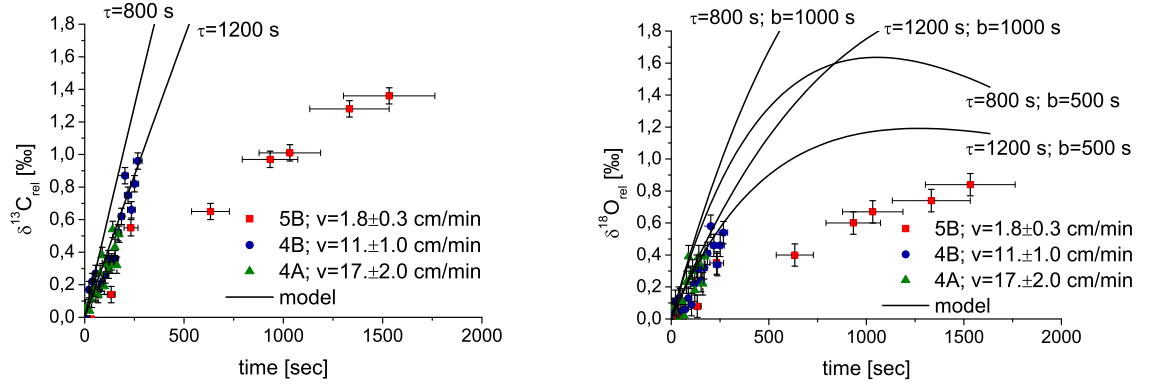 τ=800 s
τ=1200 s
1,8
1,6
1,4
1,2
1,0
0,8
0,6
0,4
0,2
0,0
δ13Crel [‰]
5B; v=1.8±0.3 cm/min
4B; v=11.±1.0 cm/min
4A; v=17.±2.0 cm/min
model
0
500
1000
1500
2000
time [sec]
τ=800 s; b=1000 s
τ=1200 s; b=1000 s
τ=800 s; b=500 s
τ=1200 s; b=500 s
1,8
1,6
1,4
1,2
1,0
0,8
0,6
0,4
0,2
0,0
δ18Orel [‰]
5B; v=1.8±0.3 cm/min
4B; v=11.±1.0 cm/min
4A; v=17.±2.0 cm/min
model
0
500
1000
1500
2000
time [sec]